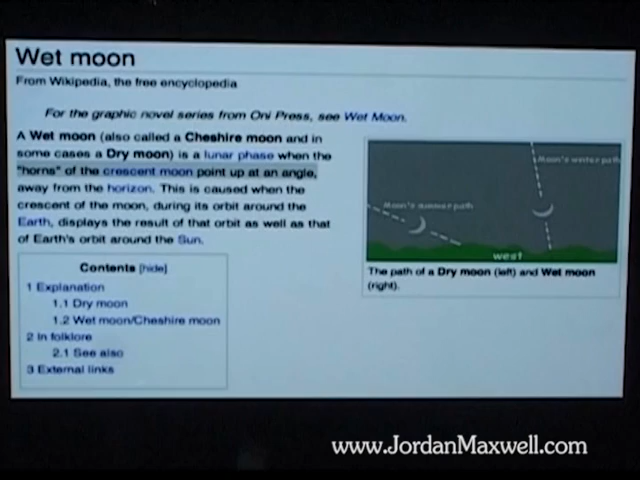 Wet moon
From Wikipedia, the free encyclopedia
For the graphic novel series from Oni Press, see Wet Moon.
A Wet moon (also called a Cheshire moon and in
some cases a Dry moon) is a lunar phase when the
"horns" of the crescent moon point up at an angle,
away from the horizon. This is caused when the
crescent of the moon, during its orbit around the
Earth, displays the result of that orbit as well as that
of Earth's orbit around the Sun.
Moon's winter path
Moon's summer path
west
The path of a Dry moon (left) and Wet moon
(right).
Contents [hide]
1 Explanation
1.1 Dry moon
1.2 Wet moon/Cheshire moon
2 In folklore
2.1 See also
3 External links
www.JordanMaxwell.com